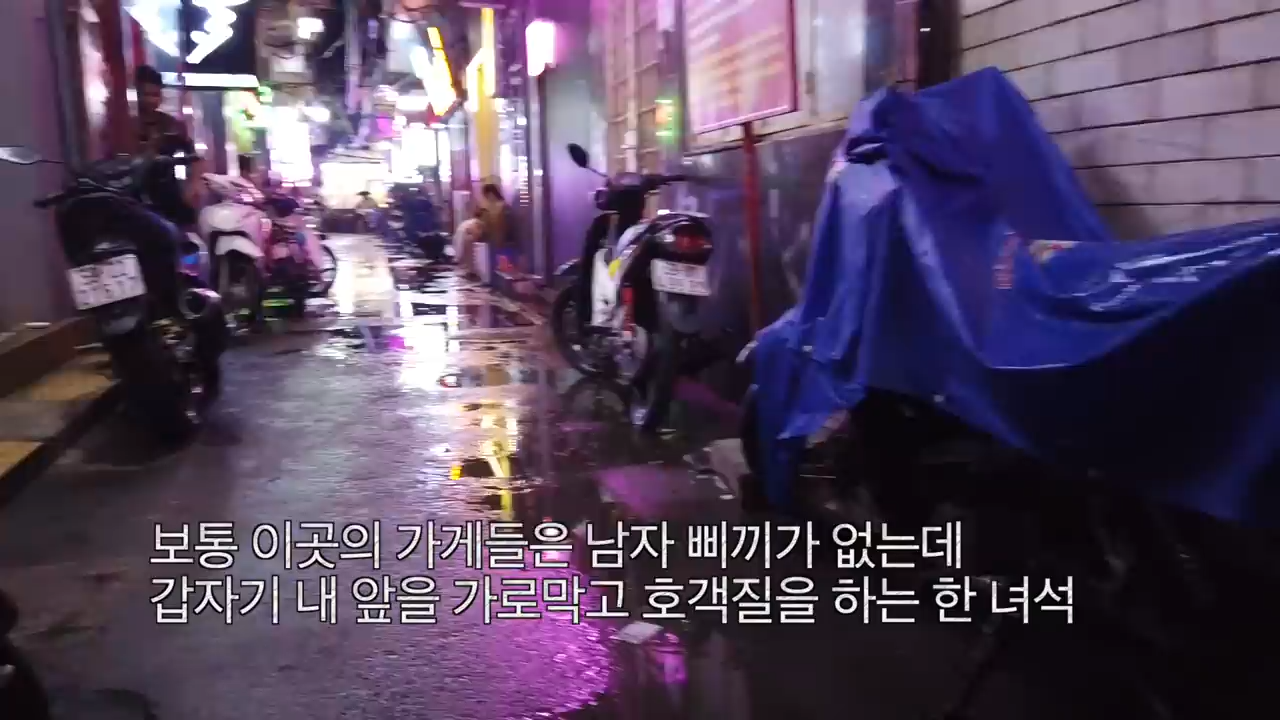 보통 이곳의 가게들은 남자 삐끼가 없는데
갑자기 내 앞을 가로막고 호객질을 하는 한 녀석